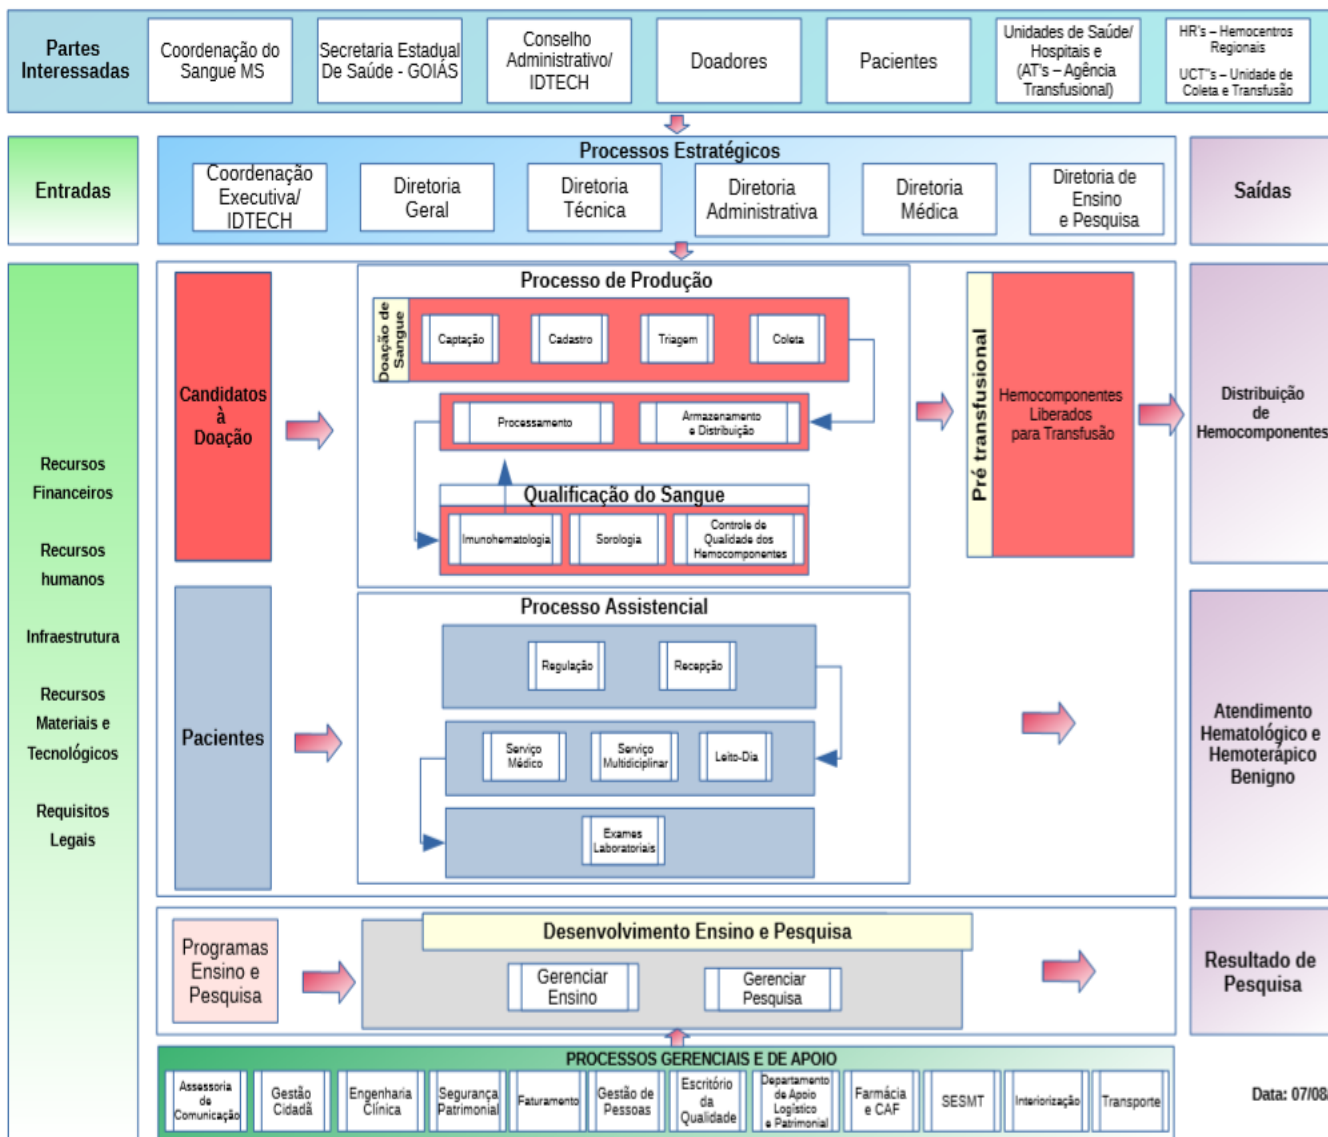 Partes
Interessadas
Coordenação do
Sangue MS
Secretaria Estadual
De Saúde - GOIÁS
Conselho
Administrativo/
IDTECH
Doadores
Pacientes
Unidades de Saúde/
Hospitais e
(AT's – Agência
Transfusional)
HR's – Hemocentros
Regionais
UCT"s – Unidade de
Coleta e Transfusão
Entradas
Processos Estratégicos
Coordenação
Executiva/
IDTECH
Diretoria
Geral
Diretoria
Técnica
Diretoria
Administrativa
Diretoria
Médica
Diretoria de
Ensino
e Pesquisa
Saídas
Recursos
Financeiros
Recursos
humanos
Infraestrutura
Recursos
Materiais e
Tecnológicos
Requisitos
Legais
Candidatos
à
Doação
Processo de Produção
Doação de
Sangue
Captação
Cadastro
Triagem
Coleta
Processamento
Armazenamento
e Distribuição
Qualificação do Sangue
Imunohematologia
Sorologia
Controle de
Qualidade dos
Hemocomponentes
Pré transfusional
Hemocomponentes
Liberados
para Transfusão
Distribuição
de
Hemocomponentes
Pacientes
Processo Assistencial
Regulação
Recepção
Serviço
Médico
Serviço
Multidiciplinar
Leito-Dia
Exames
Laboratoriais
Atendimento
Hematológico e
Hemoterápico
Benigno
Programas
Ensino e
Pesquisa
Desenvolvimento Ensino e Pesquisa
Gerenciar
Ensino
Gerenciar
Pesquisa
Resultado de
Pesquisa
PROCESSOS GERENCIAIS E DE APOIO
Assessoria
de
Comunicação
Gestão
Cidadã
Engenharia
Clínica
Segurança
Patrimonial
Faturamento
Gestão de
Pessoas
Escritório
da
Qualidade
Departamento
de Apoio
Logístico
e Patrimonial
Farmácia
e CAF
SESMT
Interiorização
Transporte
Data: 07/08